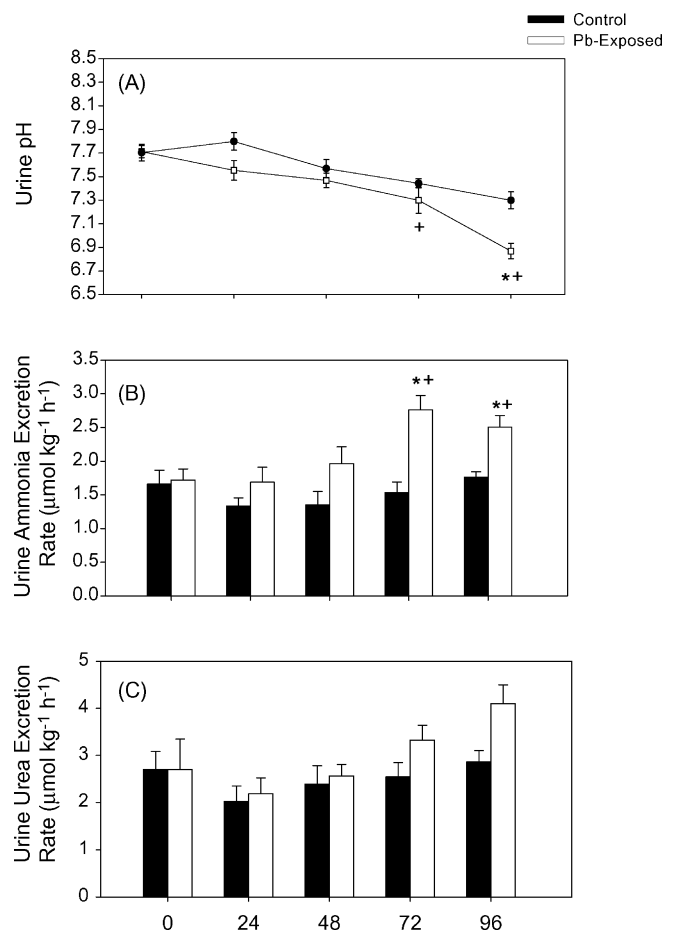 Control
Pb-Exposed
(A)
Urine pH
8.5
8.3
8.1
7.9
7.7
7.5
7.3
7.1
6.9
6.7
6.5
+
*+
(B)
Urine Ammonia Excretion
Rate (μmol kg-1 h-1)
3.5
3.0
2.5
2.0
1.5
1.0
0.5
0.0
*+
*+
(C)
Urine Urea Excretion
Rate (μmol kg-1 h-1)
5
4
3
2
1
0
0 24 48 72 96